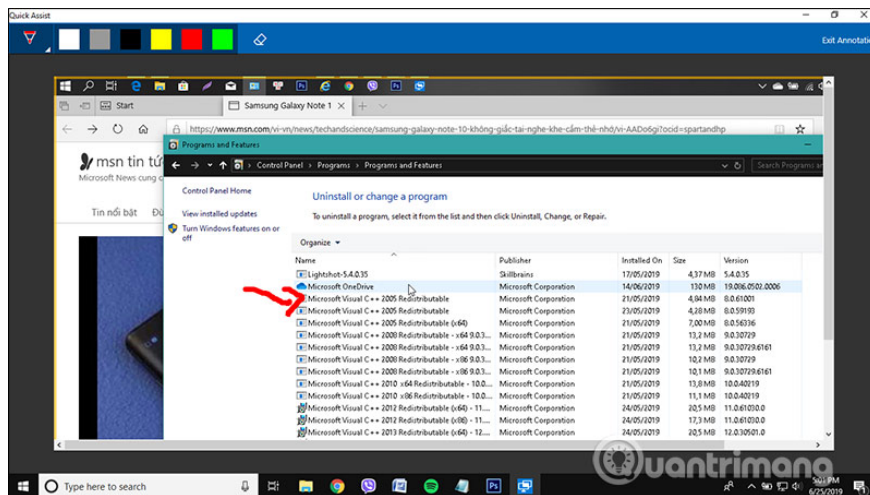 Quick Assist
Exit Annotati
Start
Samsung Galaxy Note 1
https://www.msn.com/vi-vn/news/techandscience/samsung-galaxy-note-10-không-giắc-tai-nghe-khe-cắm-thẻ-nhớ/vi-AADo6gi?ocid=spartandhp
msn tin tứ
Microsoft News cung c
Tin nổi bật Đủ
Programs and Features
Control Panel > Programs > Programs and Features
Search Programs an
Control Panel Home
View installed updates
Turn Windows features on or off
Uninstall or change a program
To uninstall a program, select it from the list and then click Uninstall, Change, or Repair.
Organize
Name Publisher Installed On Size Version
Lightshot-5.4.0.35 Skillbrains 17/05/2019 4,37 MB 5.4.0.35
Microsoft OneDrive Microsoft Corporation 14/06/2019 130 MB 19.086.0502.0006
Microsoft Visual C++ 2005 Redistributable Microsoft Corporation 21/05/2019 4,84 MB 8.0.61001
Microsoft Visual C++ 2005 Redistributable Microsoft Corporation 23/05/2019 4,28 MB 8.0.59193
Microsoft Visual C++ 2005 Redistributable (x64) Microsoft Corporation 21/05/2019 7,00 MB 8.0.56336
Microsoft Visual C++ 2008 Redistributable - x64 9.0.3... Microsoft Corporation 21/05/2019 13,2 MB 9.0.30729
Microsoft Visual C++ 2008 Redistributable - x64 9.0.3... Microsoft Corporation 21/05/2019 13,2 MB 9.0.30729.6161
Microsoft Visual C++ 2008 Redistributable - x86 9.0.3... Microsoft Corporation 21/05/2019 10,2 MB 9.0.30729
Microsoft Visual C++ 2008 Redistributable - x86 9.0.3... Microsoft Corporation 21/05/2019 10,1 MB 9.0.30729.6161
Microsoft Visual C++ 2010 x64 Redistributable - 10.0... Microsoft Corporation 21/05/2019 13,8 MB 10.0.40219
Microsoft Visual C++ 2010 x86 Redistributable - 10.0... Microsoft Corporation 21/05/2019 11,1 MB 10.0.40219
Microsoft Visual C++ 2012 Redistributable (x64) - 11.... Microsoft Corporation 24/05/2019 20,5 MB 11.0.61030.0
Microsoft Visual C++ 2012 Redistributable (x86) - 11.... Microsoft Corporation 24/05/2019 17,3 MB 11.0.61030.0
Microsoft Visual C++ 2013 Redistributable (x64) - 12.... Microsoft Corporation 24/05/2019 20,5 MB 12.0.30501.0
uantrimang
Type here to search
5:01 PM
6/25/2019